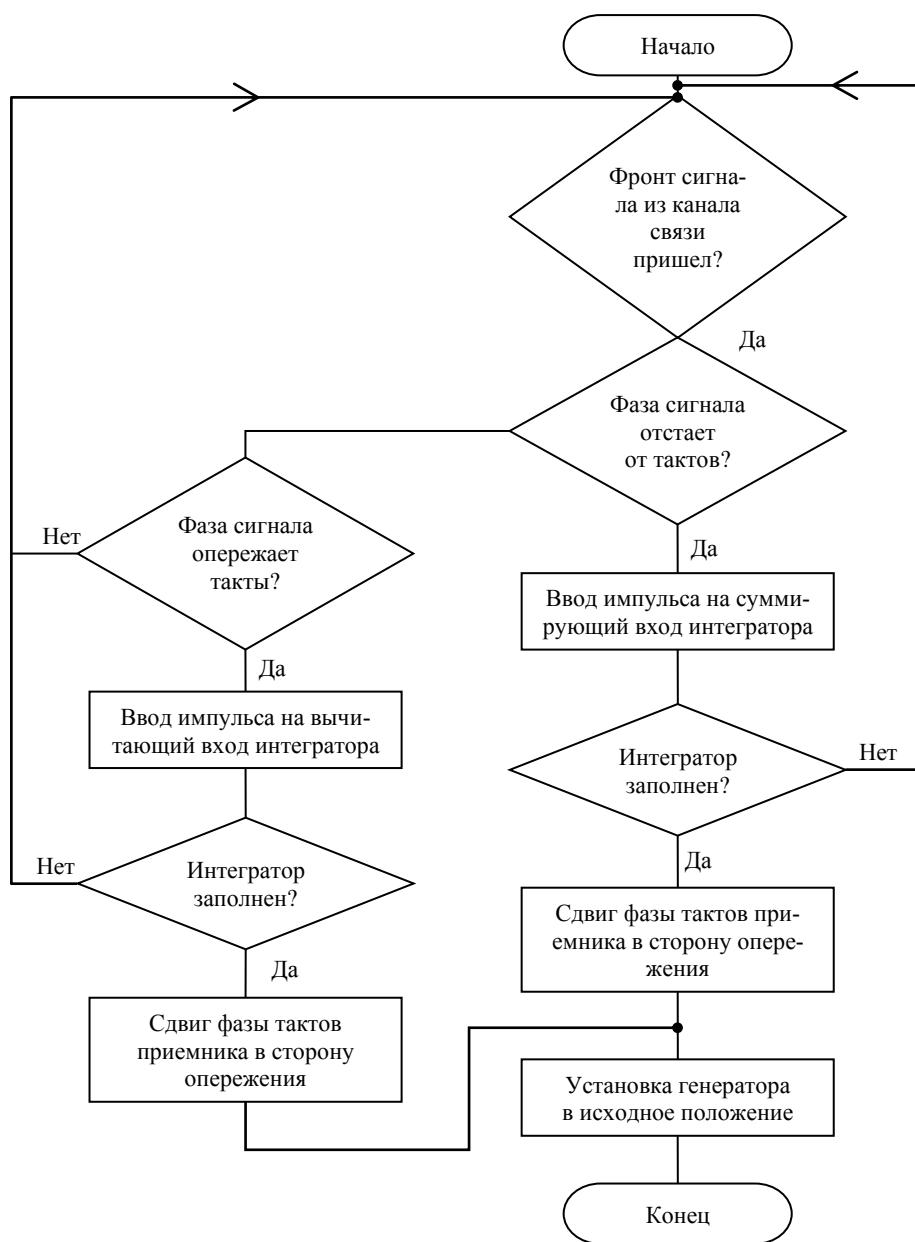 Начало
Фронт сигна-
ла из канала
связи
пришел?
Да
Фаза сигнала
отстает
от тактов?
Нет
Фаза сигнала
опережает
такты?
Да
Ввод импульса на сумми-
рующий вход интегратора
Да
Ввод импульса на вычи-
тающий вход интегратора
Интегратор
заполнен?
Нет
Нет
Интегратор
заполнен?
Да
Сдвиг фазы тактов при-
емника в сторону опере-
жения
Да
Сдвиг фазы тактов
приемника в сторону
опережения
Установка генератора
в исходное положение
Конец